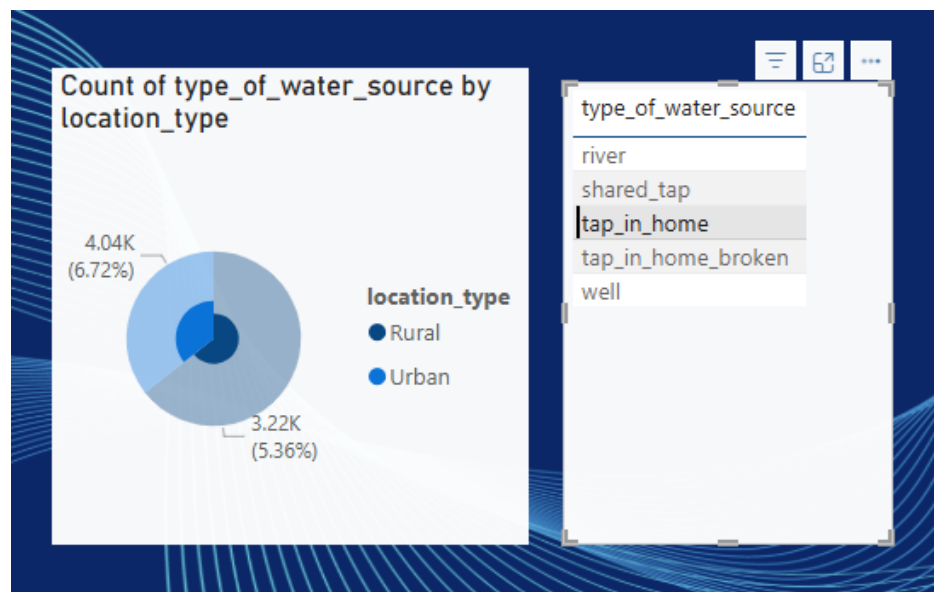 Count of type_of_water_source by
location_type
4.04K
(6.72%)
3.22K
(5.36%)
location_type
Rural
Urban
type_of_water_source
river
shared_tap
tap_in_home
tap_in_home_broken
well